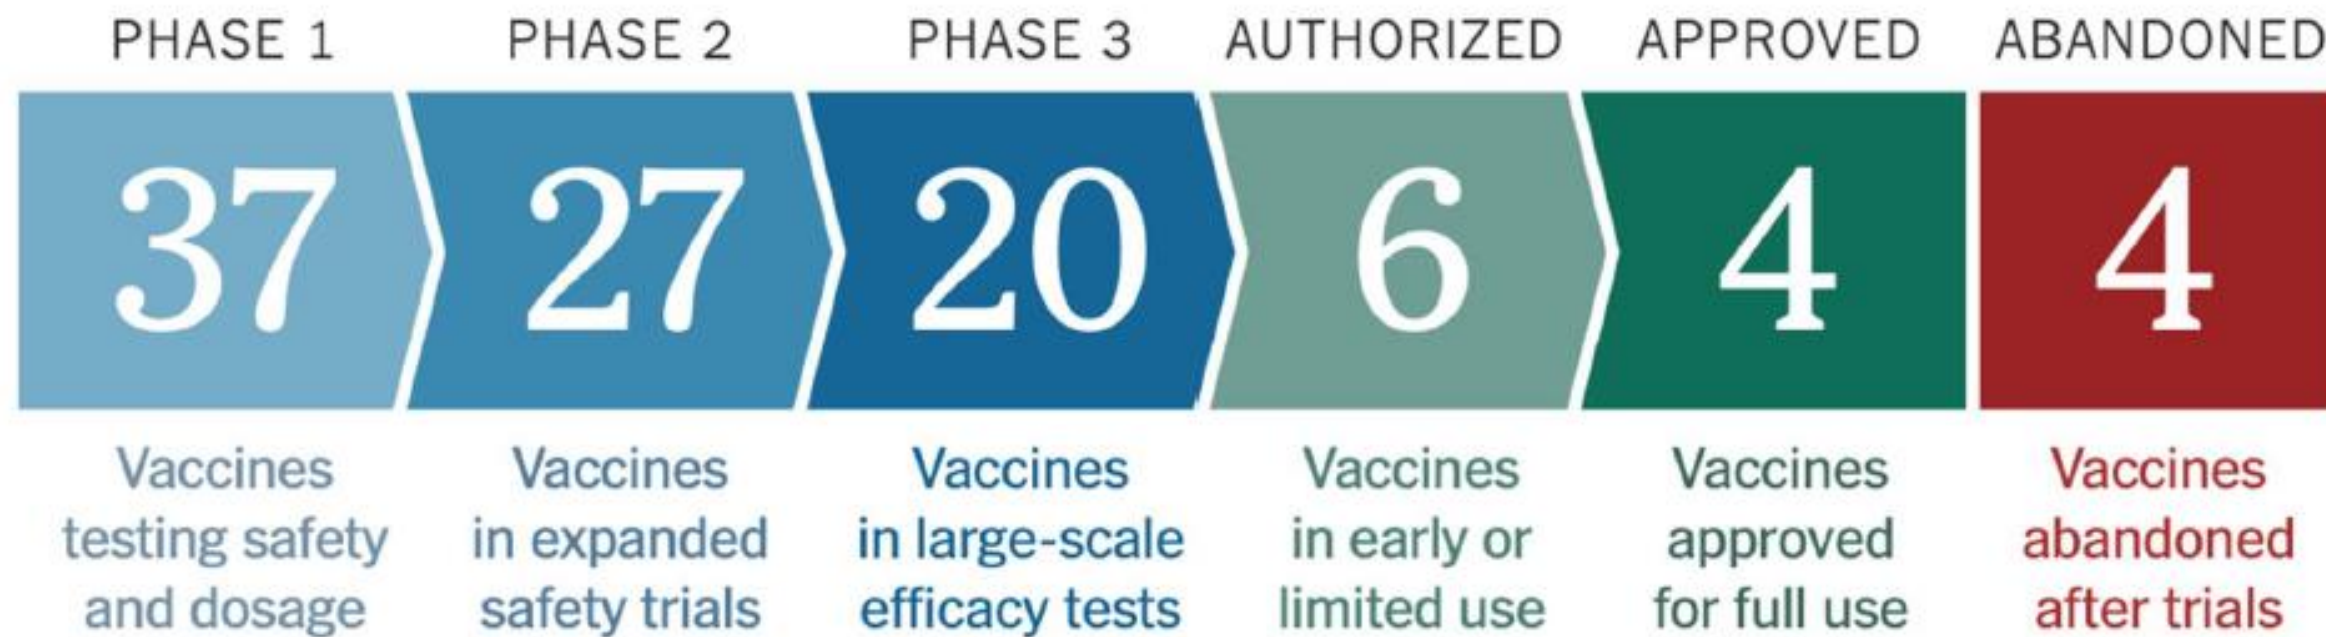 PHASE 1 PHASE 2 PHASE 3 AUTHORIZED APPROVED ABANDONED
37 27 20 6 4 4
Vaccines Vaccines Vaccines Vaccines Vaccines Vaccines
testing safety in expanded in large-scale in early or approved abandoned
and dosage safety trials efficacy tests limited use for full use after trials